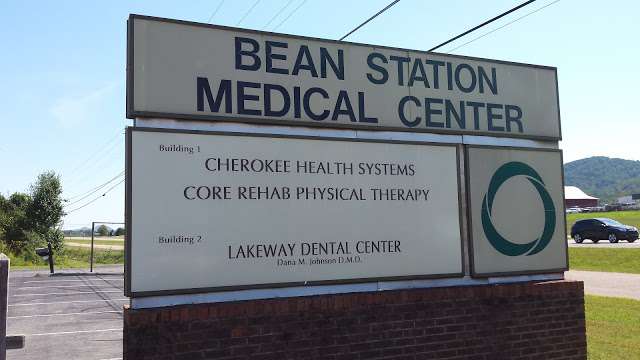 BEAN STATION
MEDICAL CENTER
Building 1
CHEROKEE HEALTH SYSTEMS
CORE REHAB PHYSICAL THERAPY
Building 2
LAKEWAY DENTAL CENTER
Dana M. Johnson D.M.D.